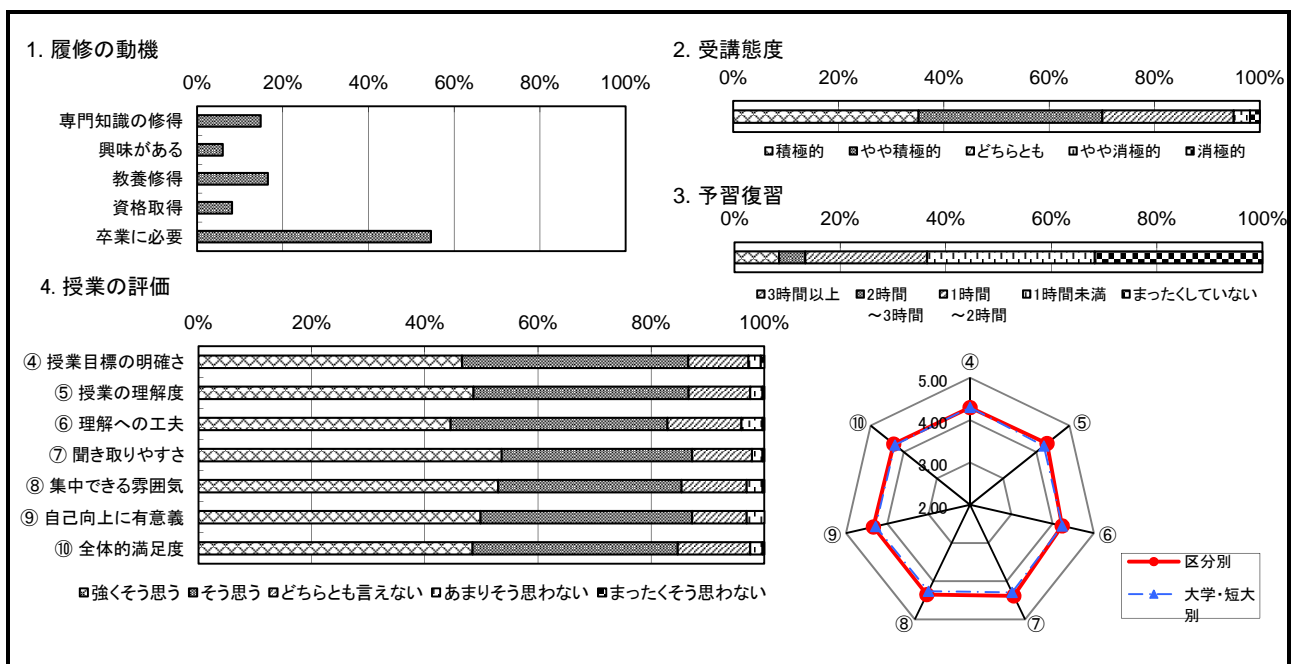 1. 履修の動機
0% 20% 40% 60% 80% 100%
専門知識の修得
興味がある
教養修得
資格取得
卒業に必要
2. 受講態度
0% 20% 40% 60% 80% 100%
積極的 やや積極的 どちらとも やや消極的 消極的
3. 予習復習
0% 20% 40% 60% 80% 100%
3時間以上 2時間 1時間 1時間未満 まったくしていない
～3時間 ～2時間
4. 授業の評価
0% 20% 40% 60% 80% 100%
④ 授業目標の明確さ
⑤ 授業の理解度
⑥ 理解への工夫
⑦ 聞き取りやすさ
⑧ 集中できる雰囲気
⑨ 自己向上に有意義
⑩ 全体的満足度
強くそう思う そう思う どちらとも言えない あまりそう思わない まったくそう思わない
④
5.00
⑩ 4.00 ⑤
3.00
2.00
⑨ ⑥
⑧ ⑦
区分別
大学・短大
別